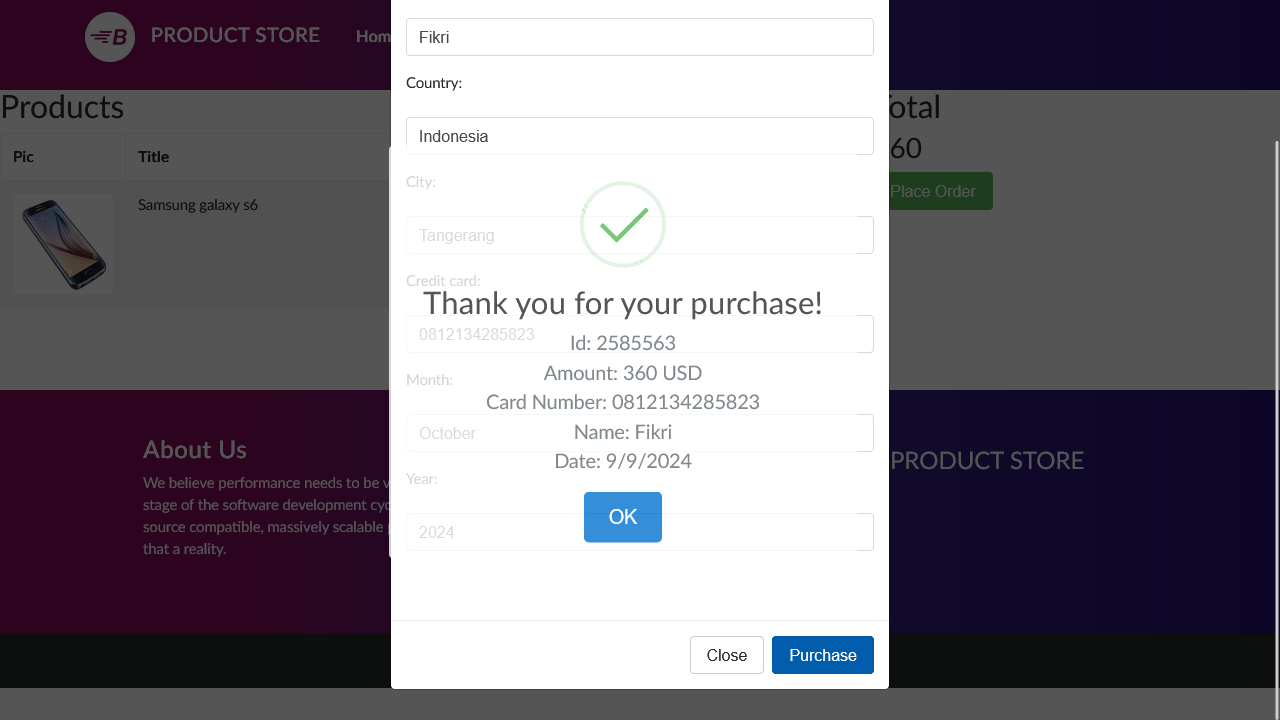 B
PRODUCT STORE
Hom
Fikri
Country:
Indonesia
Products
Pic
Title
Samsung galaxy s6
otal
60
Place Order
City:
Tangerang
Credit card:
0812134285823
Month:
October
Year:
2024
Thank you for your purchase!
Id: 2585563
Amount: 360 USD
Card Number: 0812134285823
Name: Fikri
Date: 9/9/2024
OK
About Us
We believe performance needs to be v
stage of the software development cyc
source compatible, massively scalable
that a reality.
PRODUCT STORE
Close
Purchase